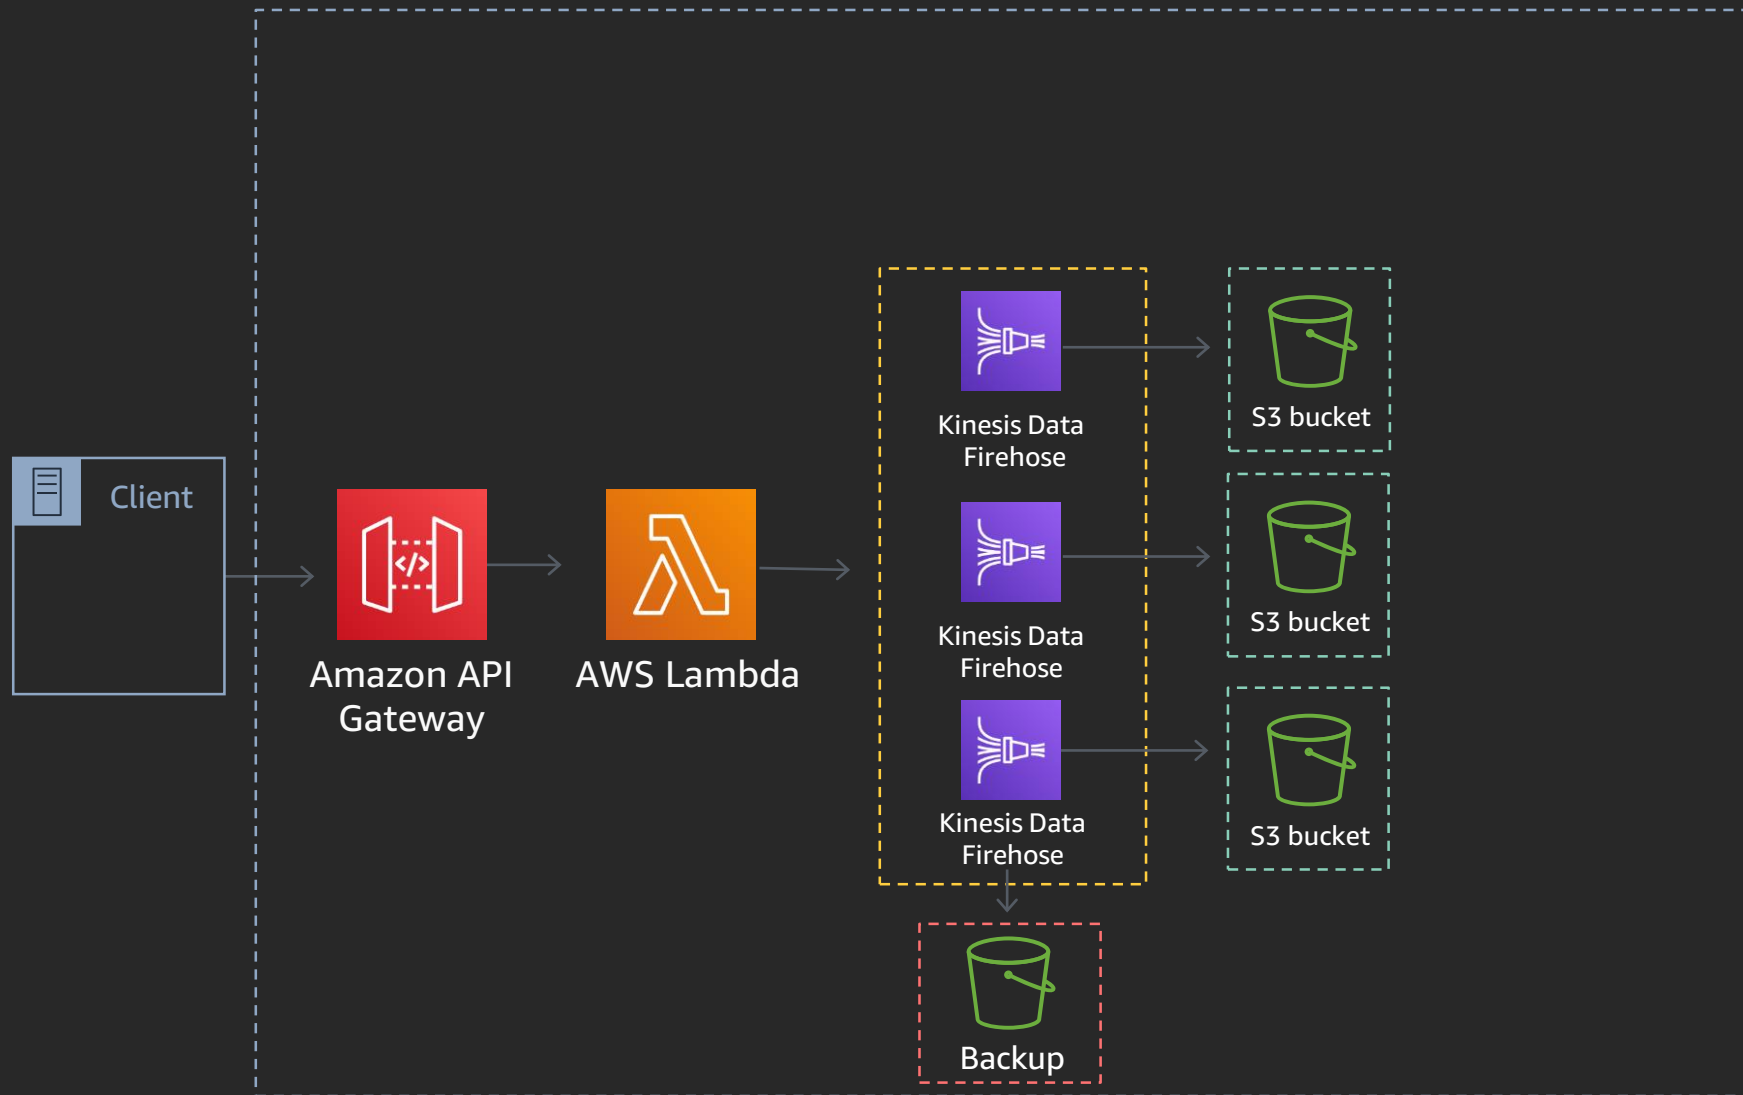 Client
Amazon API
Gateway
</>
AWS Lambda
Kinesis Data
Firehose
Kinesis Data
Firehose
Kinesis Data
Firehose
S3 bucket
S3 bucket
S3 bucket
Backup